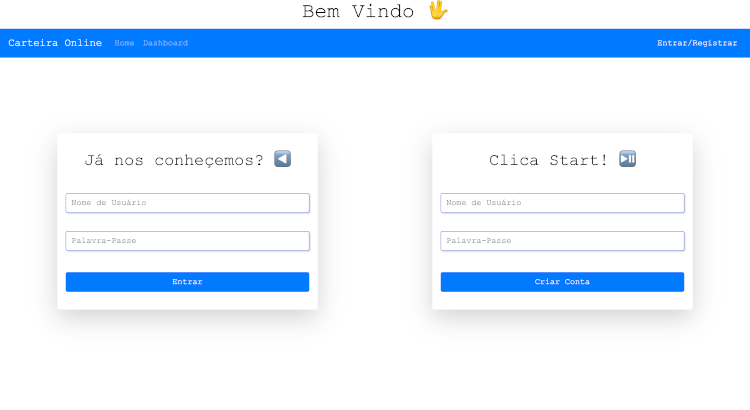 Bem Vindo 🖖
Carteira Online Home Dashboard Entrar/Registrar
Já nos conheçemos? ◀️
Nome de Usuário
Palavra-Passe
Entrar
Clica Start! ⏯️
Nome de Usuário
Palavra-Passe
Criar Conta